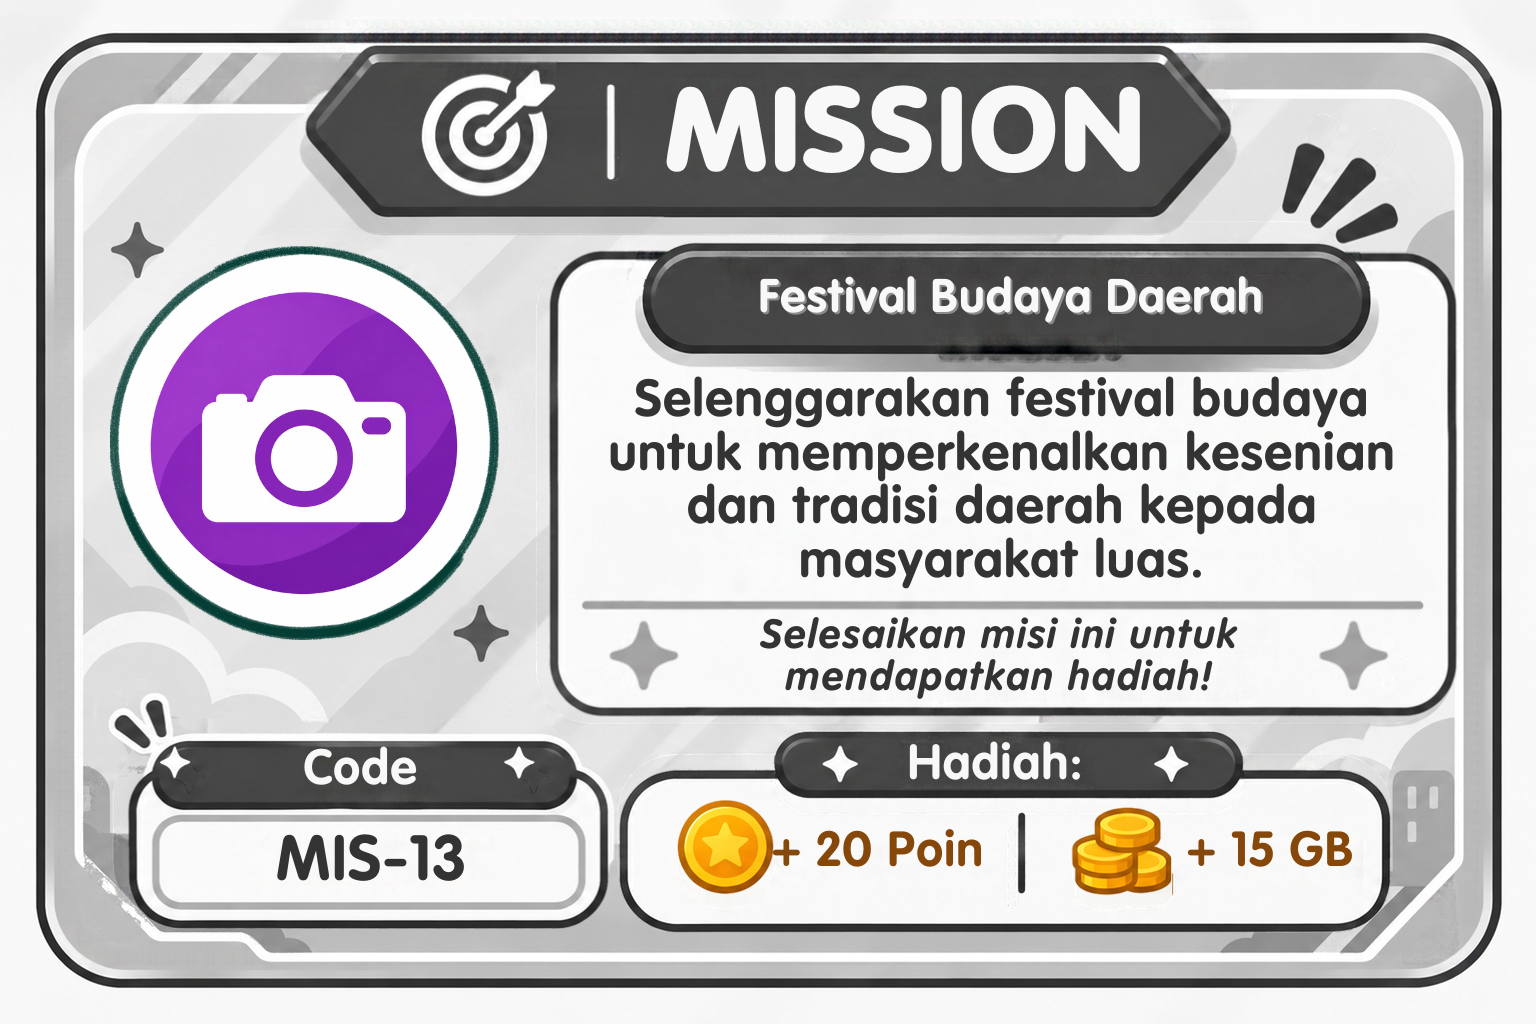 MISSION
Festival Budaya Daerah
Selenggarakan festival budaya
untuk memperkenalkan kesenian
dan tradisi daerah kepada
masyarakat luas.
Selesaikan misi ini untuk
mendapatkan hadiah!
Code
MIS-13
Hadiah:
+ 20 Poin
+ 15 GB